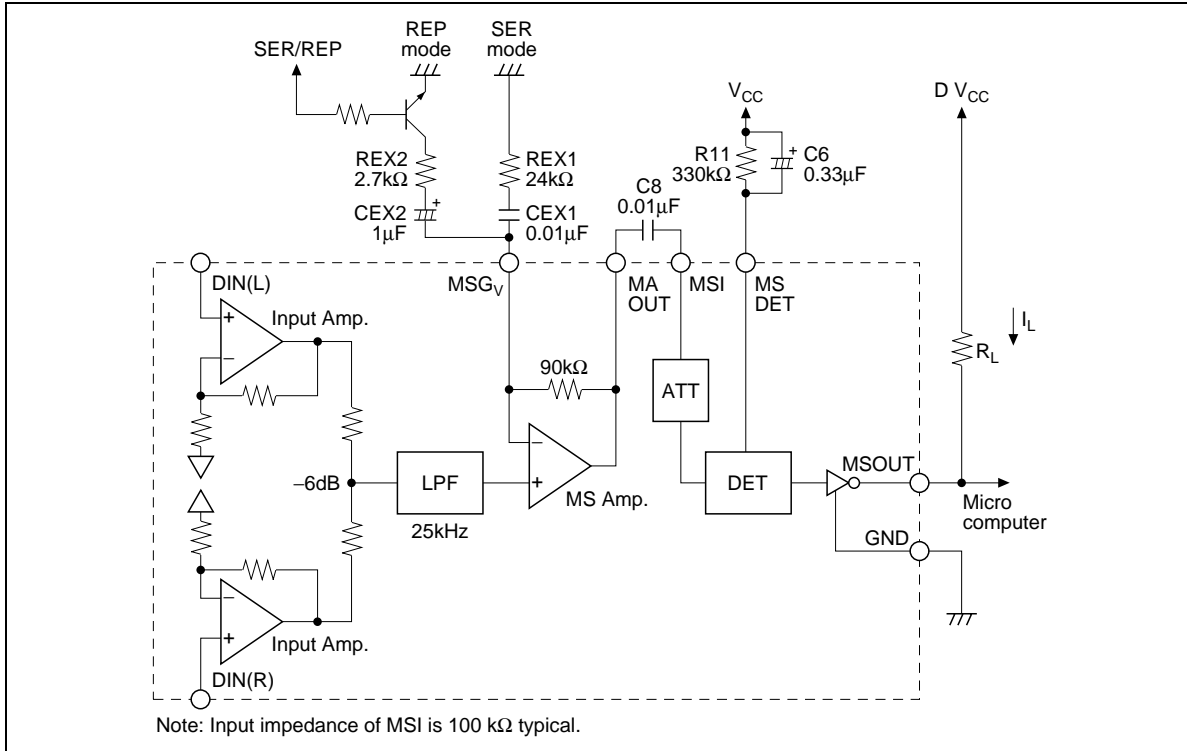 SER/REP
REP
mode
SER
mode
VCC
D VCC
REX2
2.7kΩ
REX1
24kΩ
R11
330kΩ
C6
0.33μF
+
+
CEX2
1μF
CEX1
0.01μF
C8
0.01μF
DIN(L)
MSGV
MA
OUT
MSI
MS
DET
IL
RL
Input Amp.
+
–
90kΩ
ATT
–6dB
LPF
25kHz
–
+
MS Amp.
DET
MSOUT
Micro
computer
GND
–
+
Input Amp.
DIN(R)
Note: Input impedance of MSI is 100 kΩ typical.